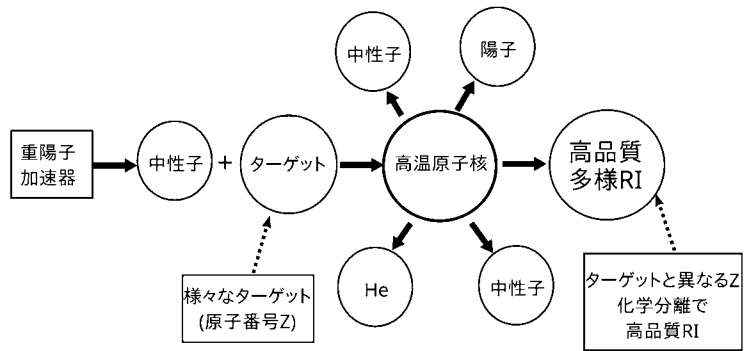 中性子
陽子
重陽子
加速器
中性子
+
ターゲット
高温原子核
高品質
多様RI
様々なターゲット
(原子番号Z)
He
中性子
ターゲットと異なるZ
化学分離で
高品質RI